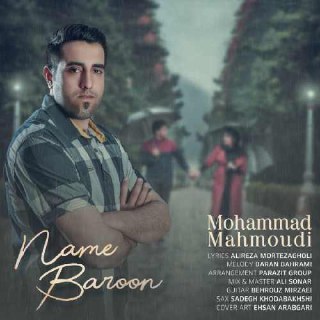 Name
Baroon
Mohammad
Mahmoudi
LYRICS ALIREZA MORTEZAGHOLI
MELODY DARAN DAHRAMI
ARRANGEMENT PARAZIT GROUP
MIX & MASTER ALI SONAR
GUITAR BEHROUZ MIRZAEI
SAX SADEGH KHODABAKHSHI
COVER ART EHSAN ARABGARI